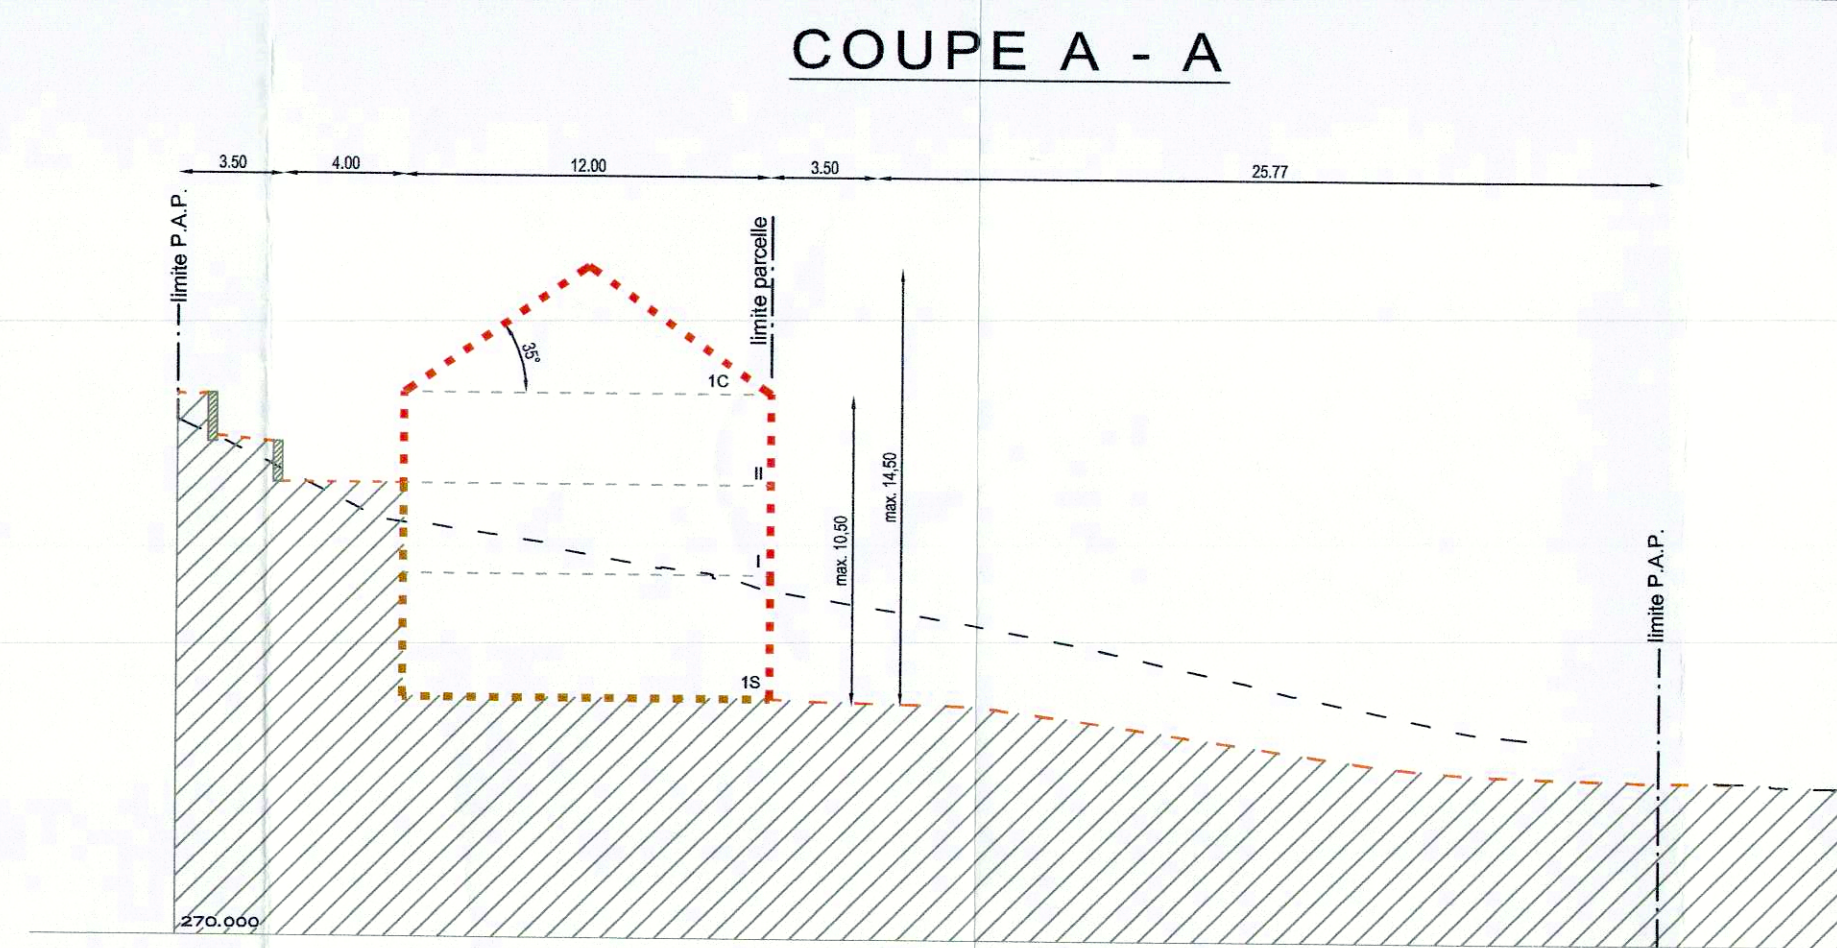 COUPE A - A
3.50
4.00
12.00
3.50
25.77
limite P.A.P.
limite parcelle
35°
1C
II
max. 14,50
max. 10,50
I
limite P.A.P.
1S
270.000